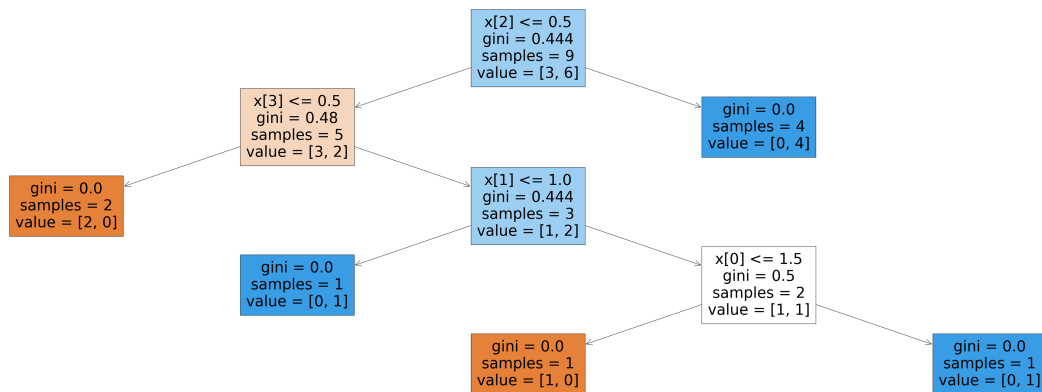 x[2] <= 0.5
gini = 0.444
samples = 9
value = [3, 6]
x[3] <= 0.5
gini = 0.48
samples = 5
value = [3, 2]
gini = 0.0
samples = 4
value = [0, 4]
gini = 0.0
samples = 2
value = [2, 0]
x[1] <= 1.0
gini = 0.444
samples = 3
value = [1, 2]
gini = 0.0
samples = 1
value = [0, 1]
x[0] <= 1.5
gini = 0.5
samples = 2
value = [1, 1]
gini = 0.0
samples = 1
value = [1, 0]
gini = 0.0
samples = 1
value = [0, 1]